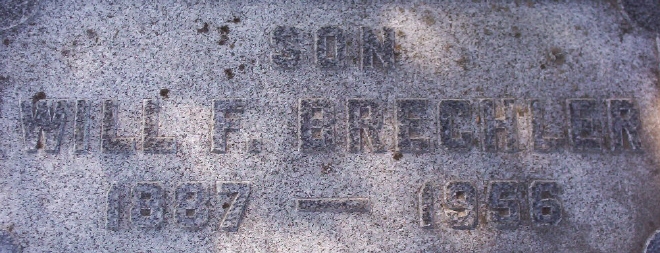 SON
WILL F. BRECHLER
1887 — 1956